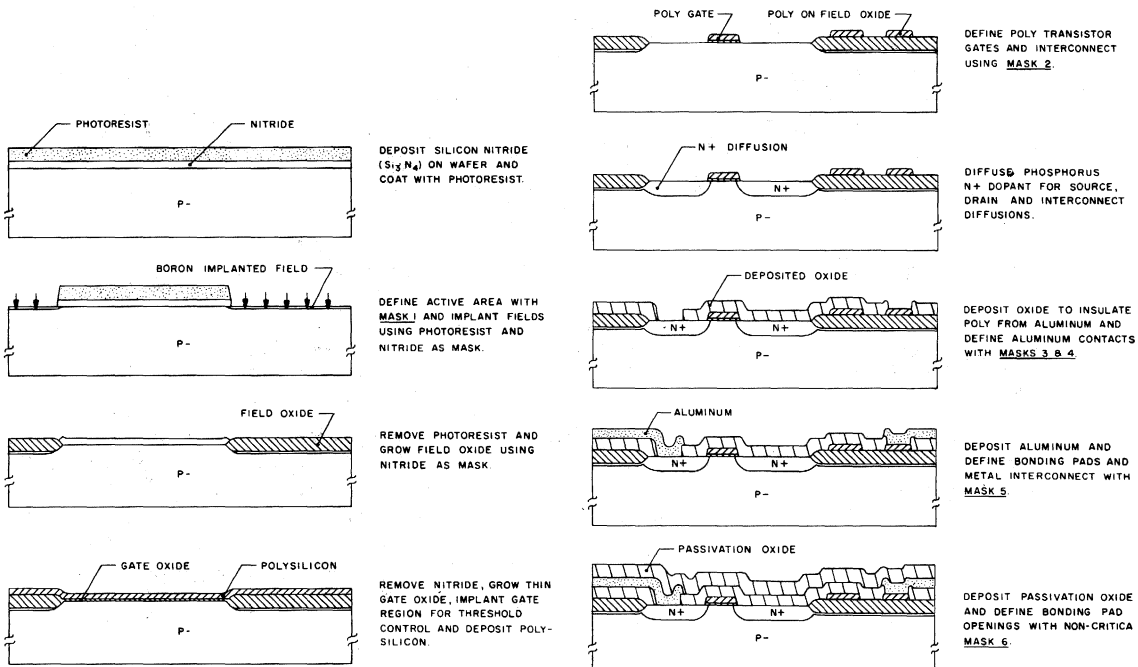 PHOTORESIST
NITRIDE
P-
DEPOSIT SILICON NITRIDE
(Si3 N4) ON WAFER AND
COAT WITH PHOTORESIST.
BORON IMPLANTED FIELD
P-
DEFINE ACTIVE AREA WITH
MASK I AND IMPLANT FIELDS
USING PHOTORESIST AND
NITRIDE AS MASK.
FIELD OXIDE
P-
REMOVE PHOTORESIST AND
GROW FIELD OXIDE USING
NITRIDE AS MASK.
GATE OXIDE
POLYSILICON
P-
REMOVE NITRIDE, GROW THIN
GATE OXIDE, IMPLANT GATE
REGION FOR THRESHOLD
CONTROL AND DEPOSIT POLY-
SILICON.
POLY GATE
POLY ON FIELD OXIDE
P-
DEFINE POLY TRANSISTOR
GATES AND INTERCONNECT
USING MASK 2.
N+ DIFFUSION
N+
P-
DIFFUSE PHOSPHORUS
N+ DOPANT FOR SOURCE,
DRAIN AND INTERCONNECT
DIFFUSIONS.
DEPOSITED OXIDE
N+
N+
P-
DEPOSIT OXIDE TO INSULATE
POLY FROM ALUMINUM AND
DEFINE ALUMINUM CONTACTS
WITH MASKS 3 & 4.
ALUMINUM
N+
N+
P-
DEPOSIT ALUMINUM AND
DEFINE BONDING PADS AND
METAL INTERCONNECT WITH
MASK 5.
PASSIVATION OXIDE
N+
N+
P-
DEPOSIT PASSIVATION OXIDE
AND DEFINE BONDING PAD
OPENINGS WITH NON-CRITICA
MASK 6.